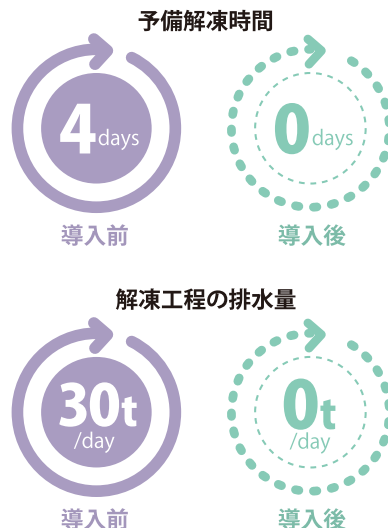 予備解凍時間
4days
0days
導入前
導入後
解凍工程の排水量
30t
/day
0t
/day
導入前
導入後